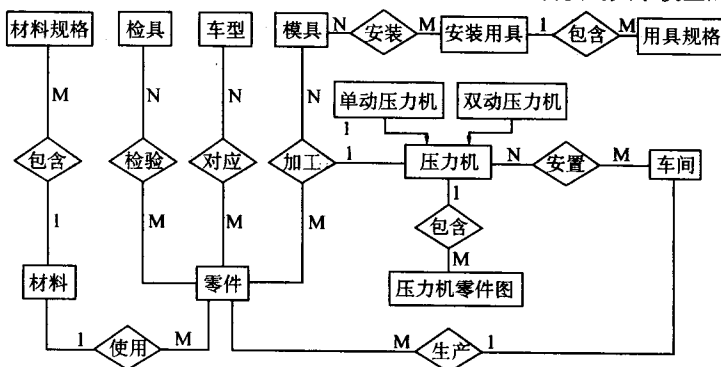 材料规格 检具 车型 模具 N 安装 M 安装用具 1 包含 M 用具规格
M N N N 单动压力机 双动压力机
1
包含 检验 对应 加工 1 压力机 N 安置 M 车间
1 M M M 1
包含
M
材料 零件 压力机零件图
1 使用 M M 生产 1